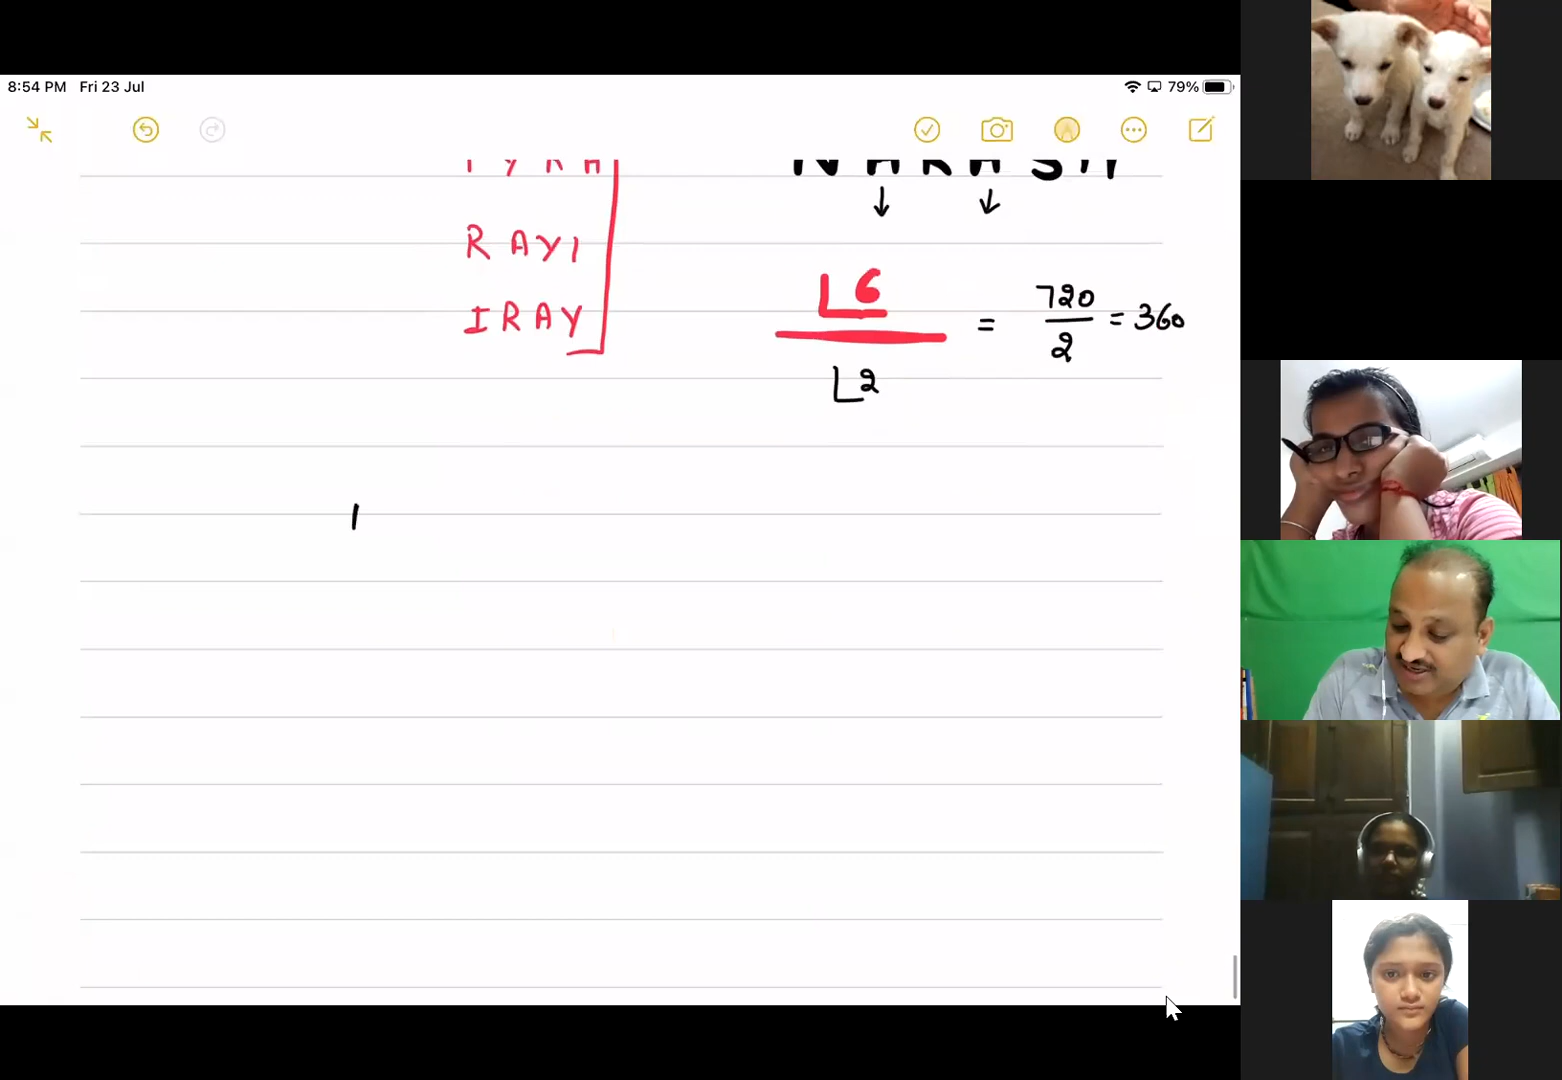 8:54 PM Fri 23 Jul
79%
RAYI
IRAY
L6
L2
= 720
2
= 360